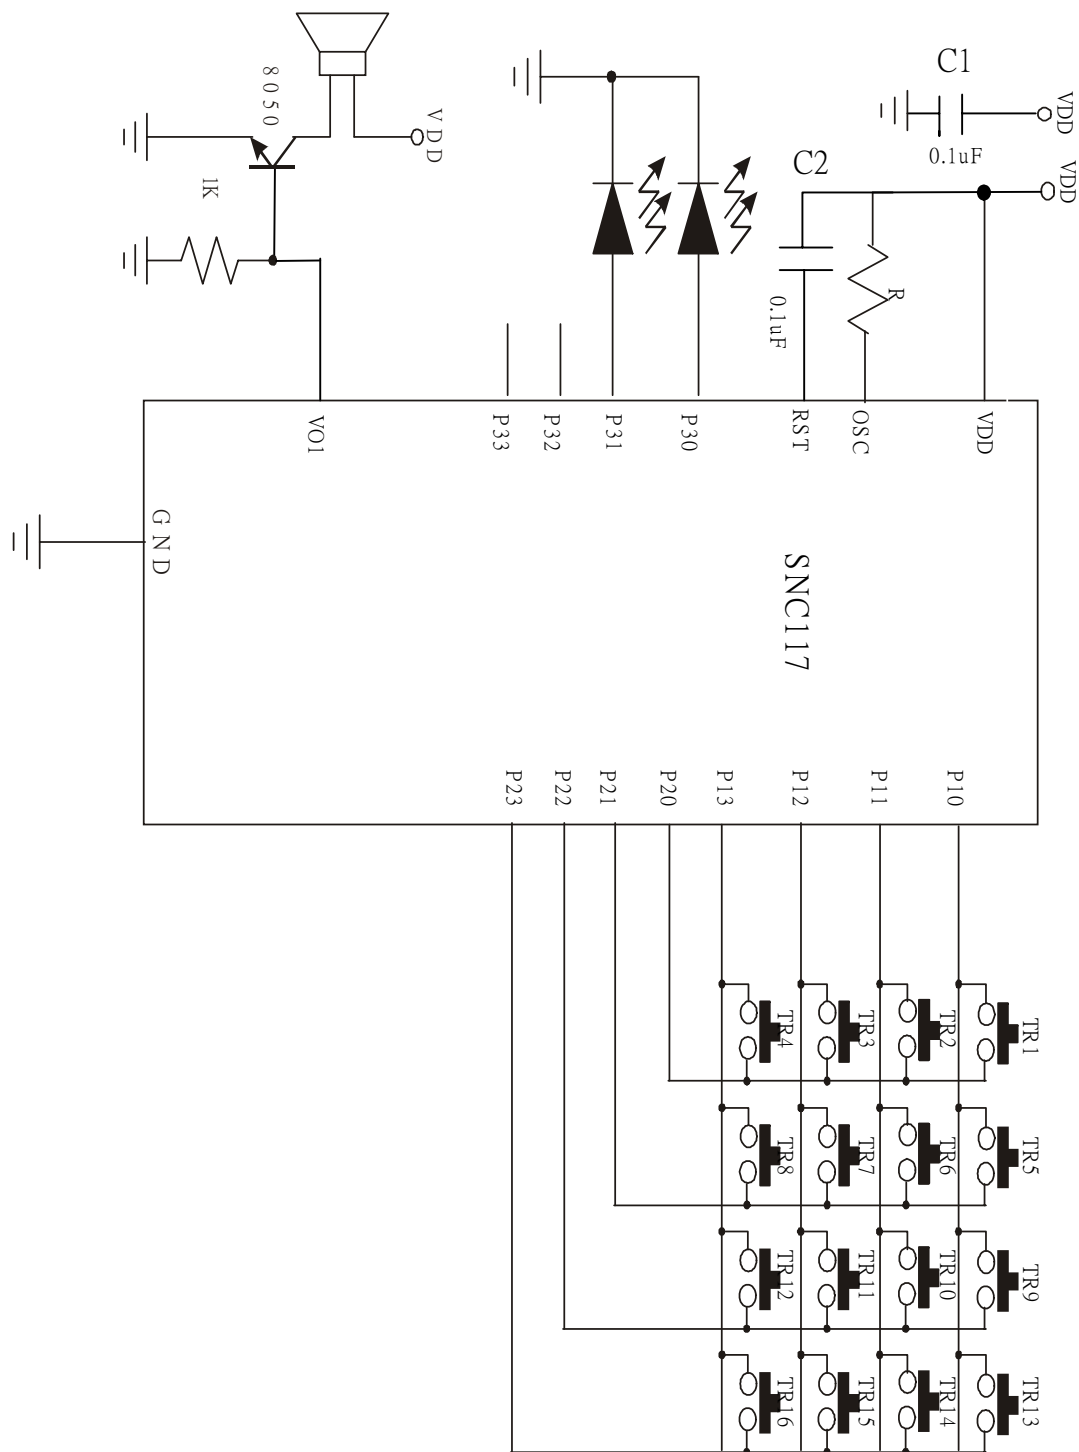 C1
VDD
0.1uF
8050
VDD
1K
C2
VDD
R
0.1uF
VO1
P33
P32
P31
P30
RST
OSC
VDD
GND
SNC117
P23
P22
P21
P20
P13
P12
P11
P10
TR4
TR3
TR2
TR1
TR8
TR7
TR6
TR5
TR12
TR11
TR10
TR9
TR16
TR15
TR14
TR13